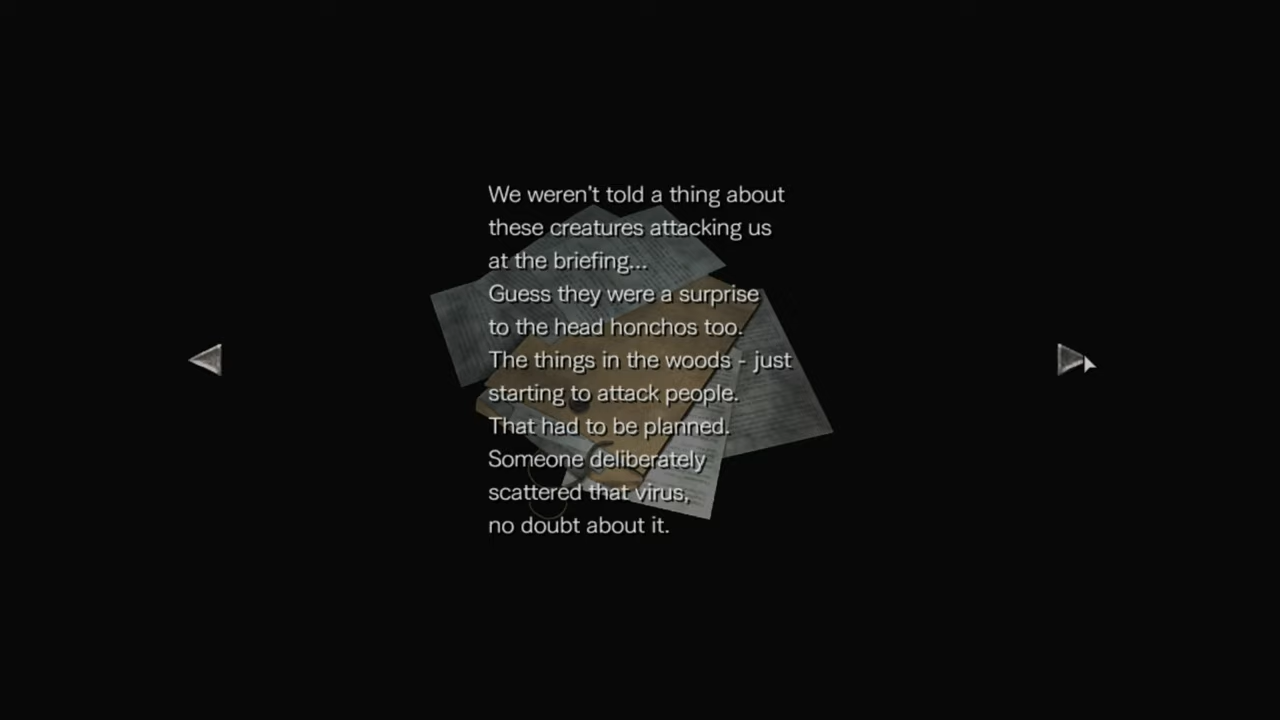 We weren't told a thing about
these creatures attacking us
at the briefing...
Guess they were a surprise
to the head honchos too.
The things in the woods - just
starting to attack people.
That had to be planned.
Someone deliberately
scattered that virus,
no doubt about it.